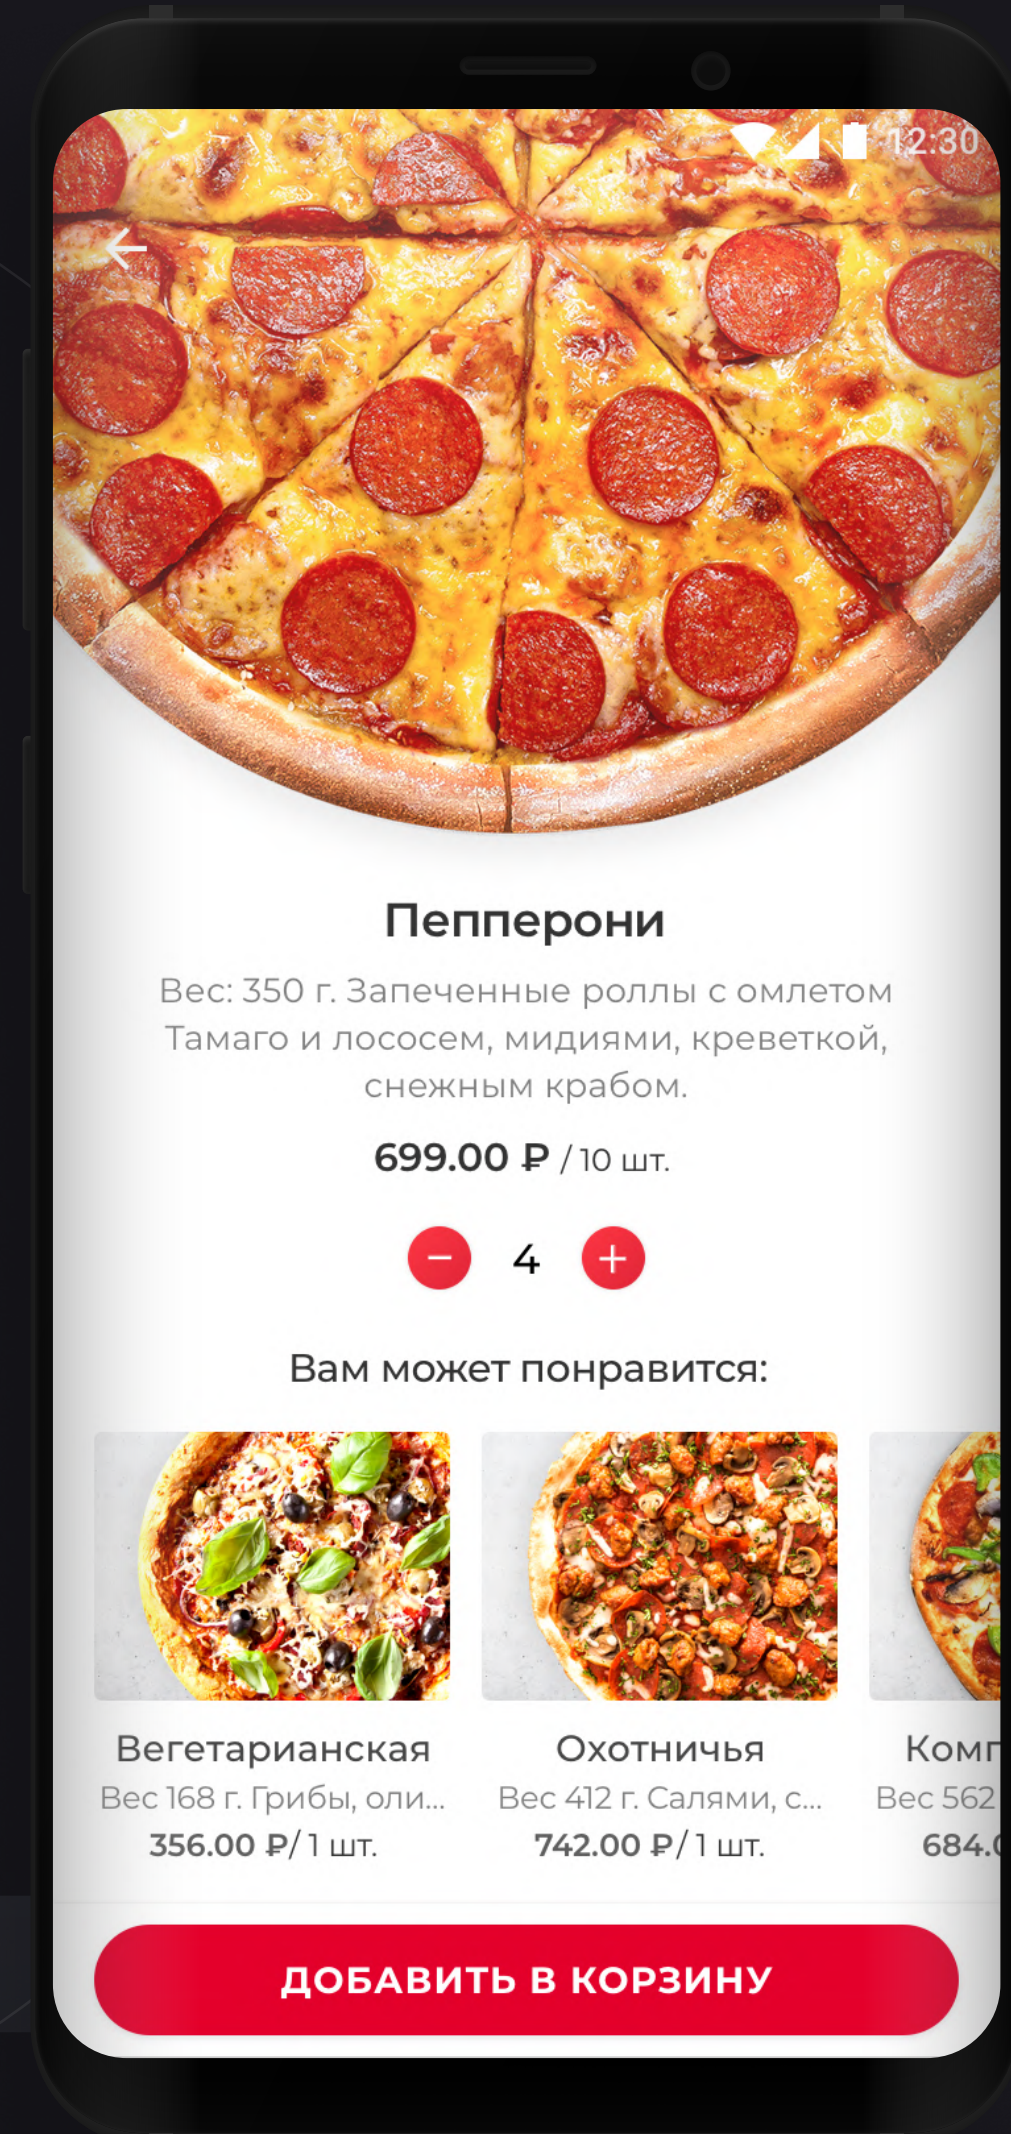 12:30
Пепперони
Вес: 350 г. Запеченные роллы с омлетом
Тамаго и лососем, мидиями, креветкой,
снежным крабом.
699.00 ₽ / 10 шт.
4
Вам может понравится:
Вегетарианская
Вес 168 г. Грибы, оли...
356.00 ₽/ 1 шт.
Охотничья
Вес 412 г. Салями, с...
742.00 ₽/ 1 шт.
Вес 562
ДОБАВИТЬ В КОРЗИНУ